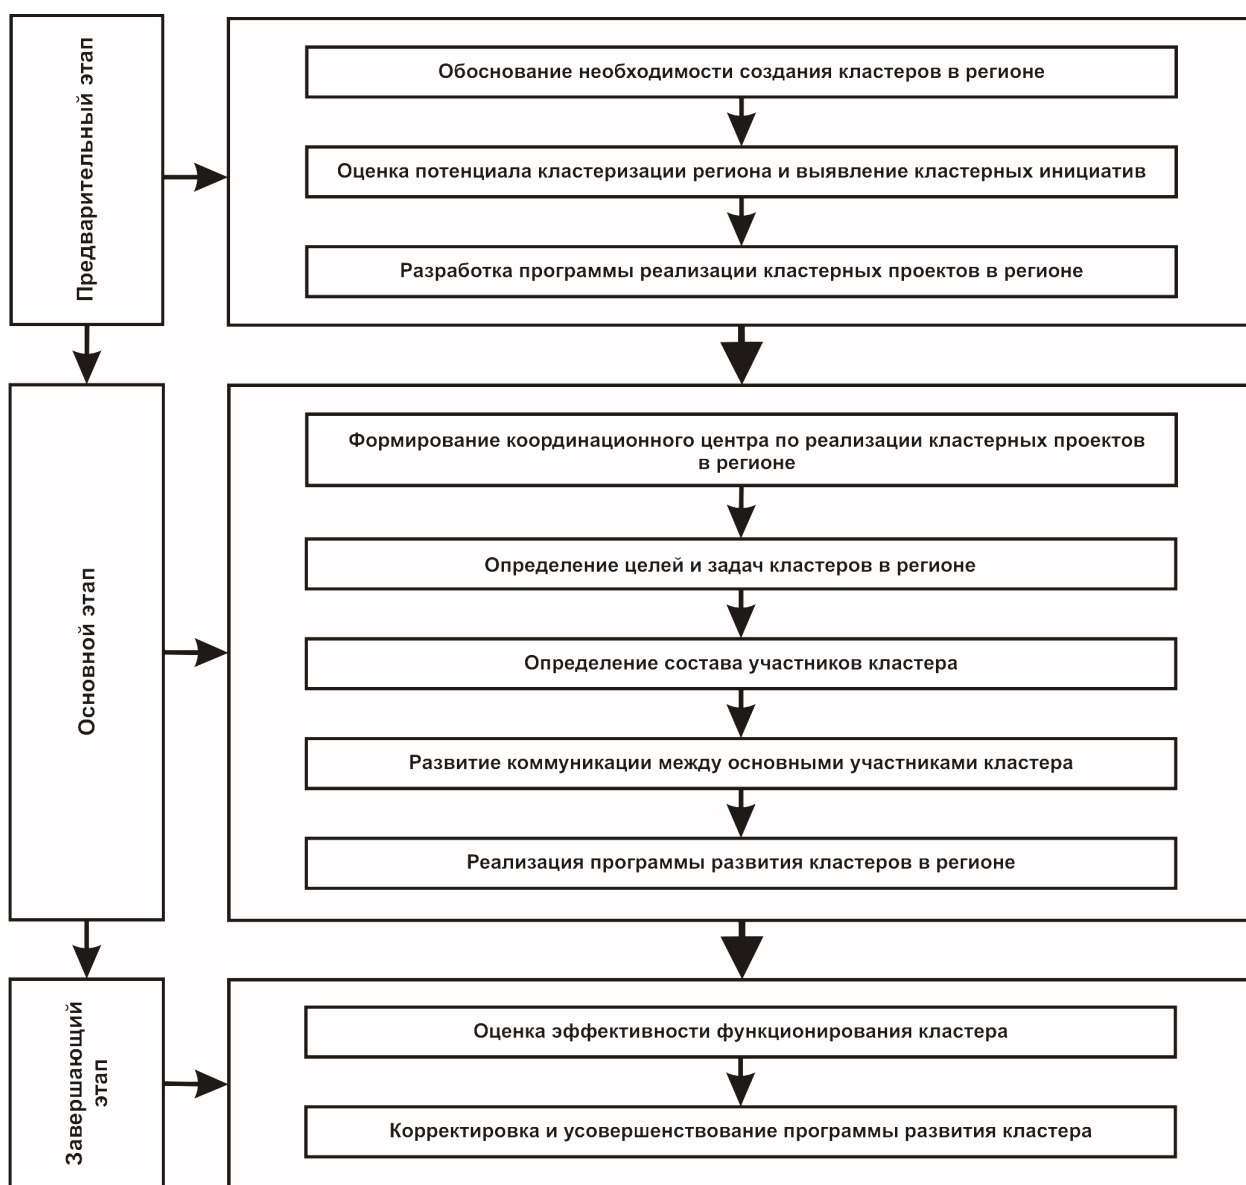 Предварительный этап
Обоснование необходимости создания кластеров в регионе
Оценка потенциала кластеризации региона и выявление кластерных инициатив
Разработка программы реализации кластерных проектов в регионе
Основной этап
Формирование координационного центра по реализации кластерных проектов
в регионе
Определение целей и задач кластеров в регионе
Определение состава участников кластера
Развитие коммуникации между основными участниками кластера
Реализация программы развития кластеров в регионе
Завершающий
этап
Оценка эффективности функционирования кластера
Корректировка и усовершенствование программы развития кластера